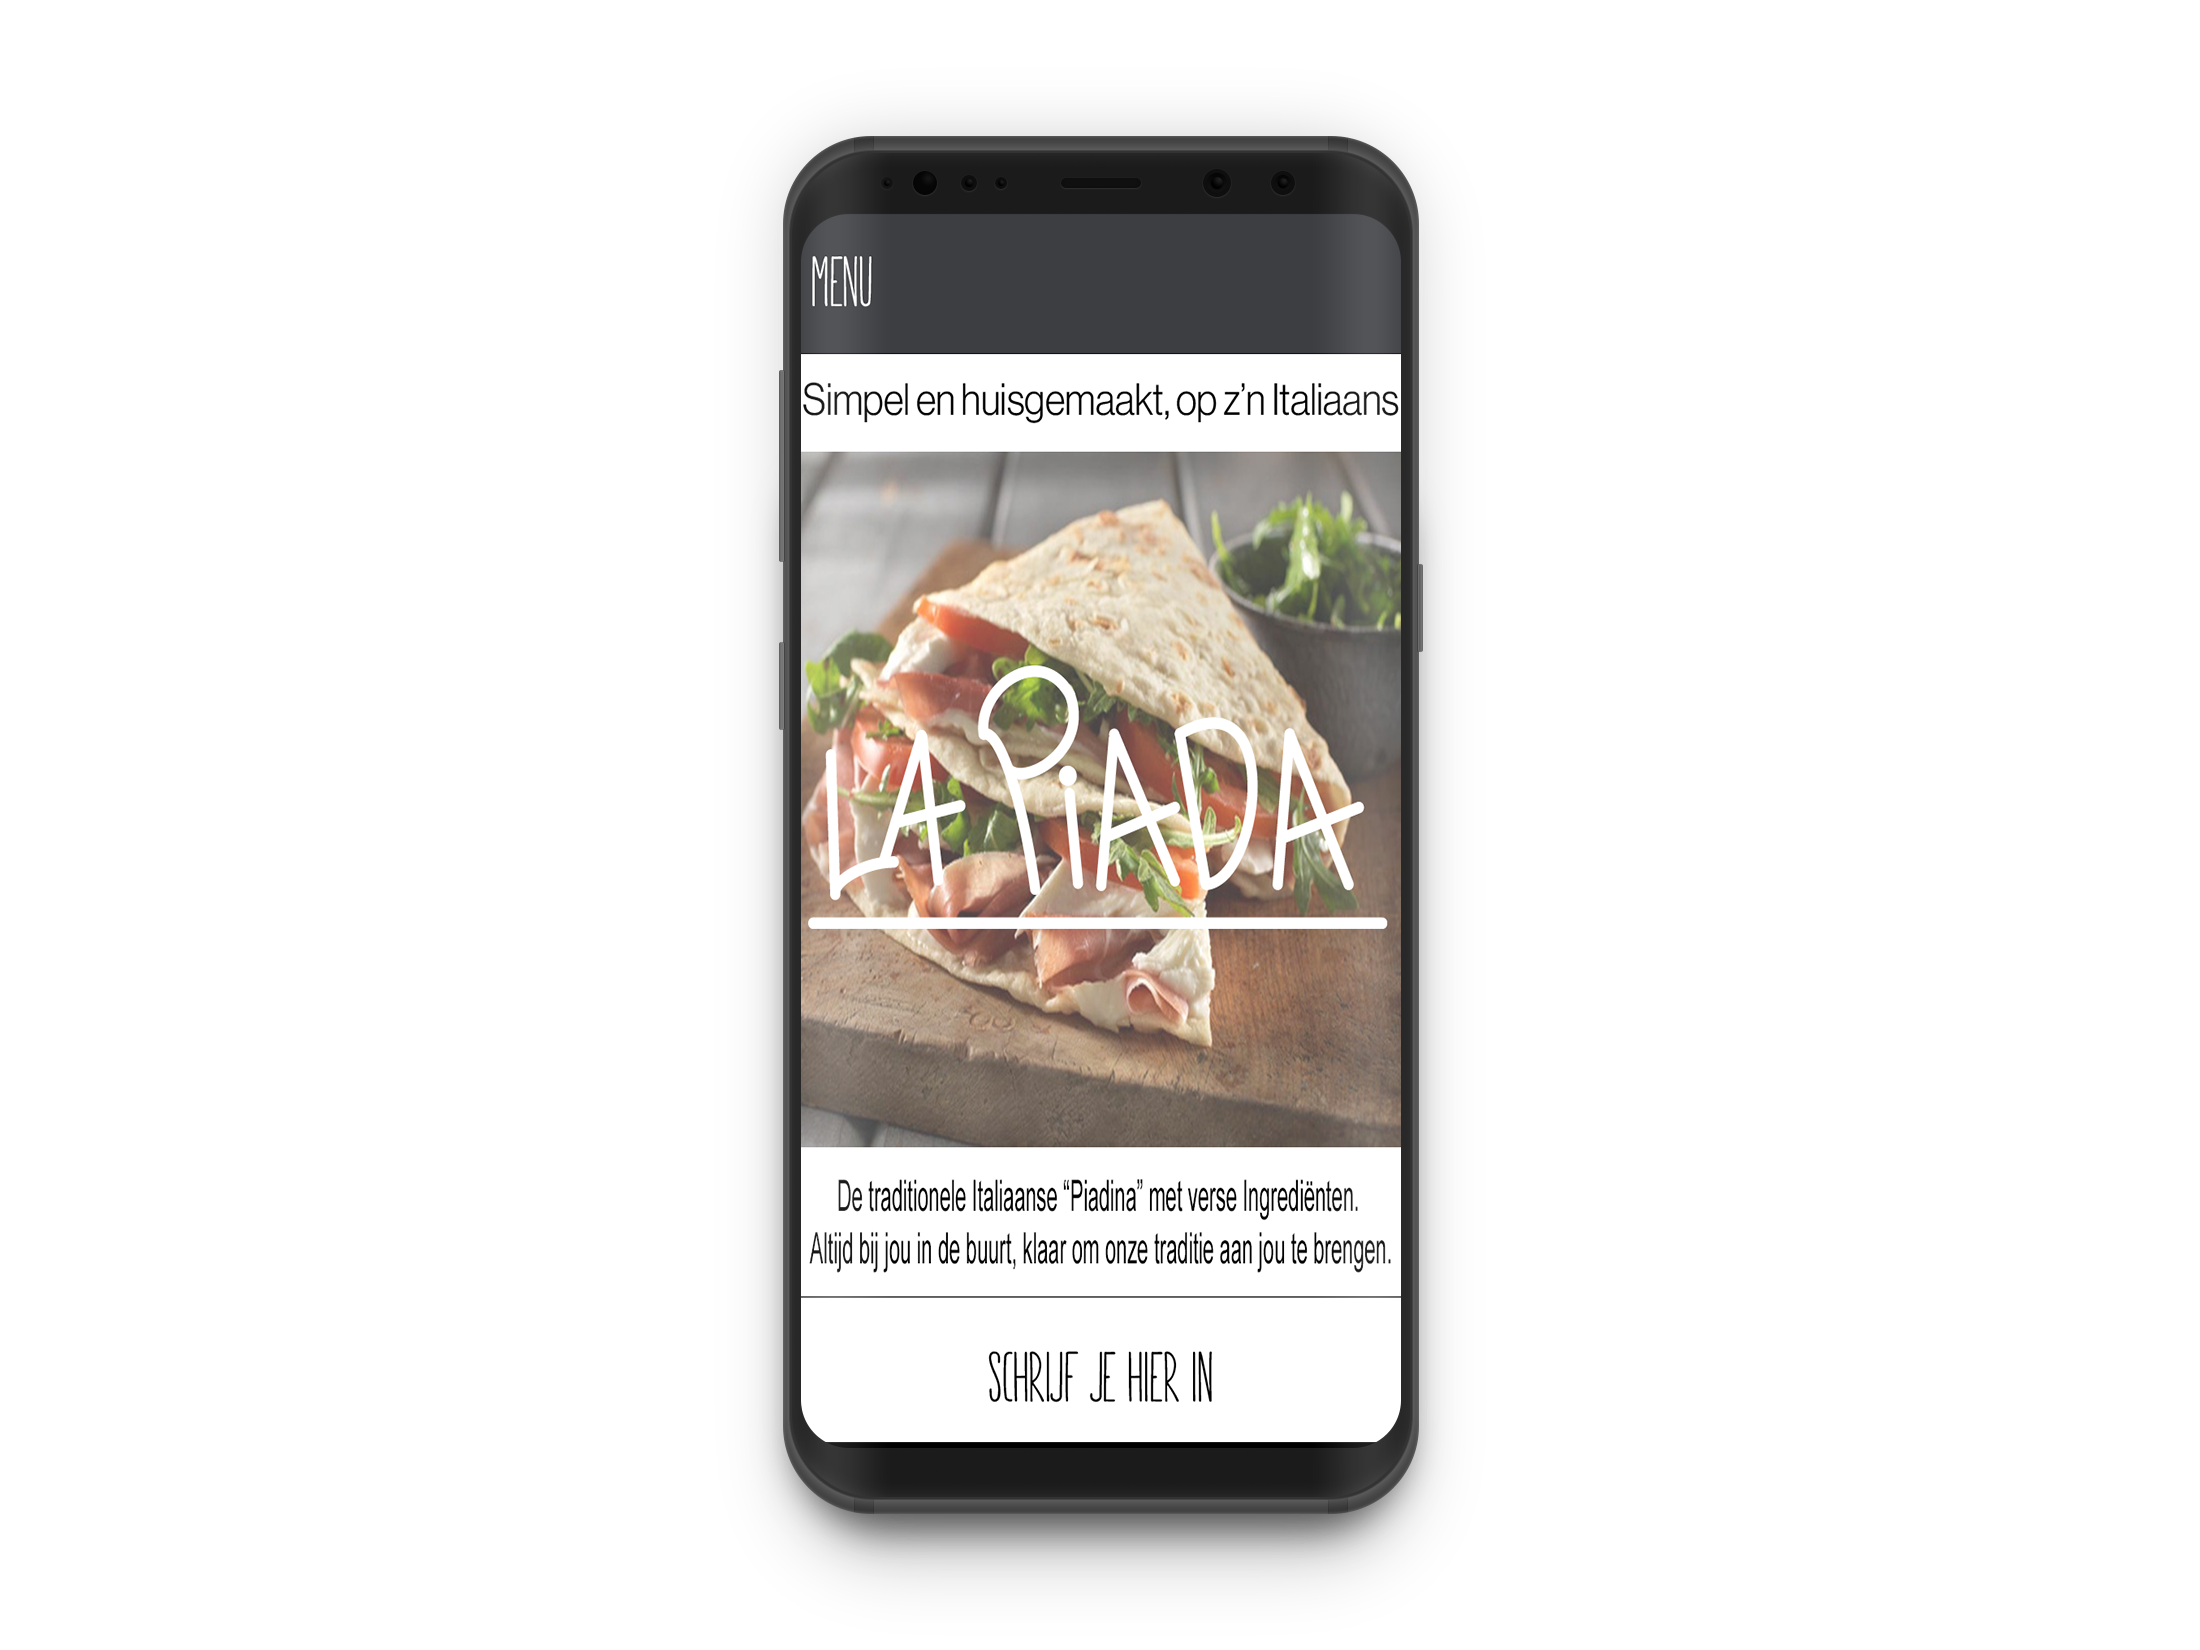 MENU
Simpel en huisgemaakt, op z’n Italiaans
LA PiADA
De traditionele Italiaanse “Piadina” met verse Ingrediënten.
Altijd bij jou in de buurt, klaar om onze traditie aan jou te brengen.
SCHRIJF JE HIER IN